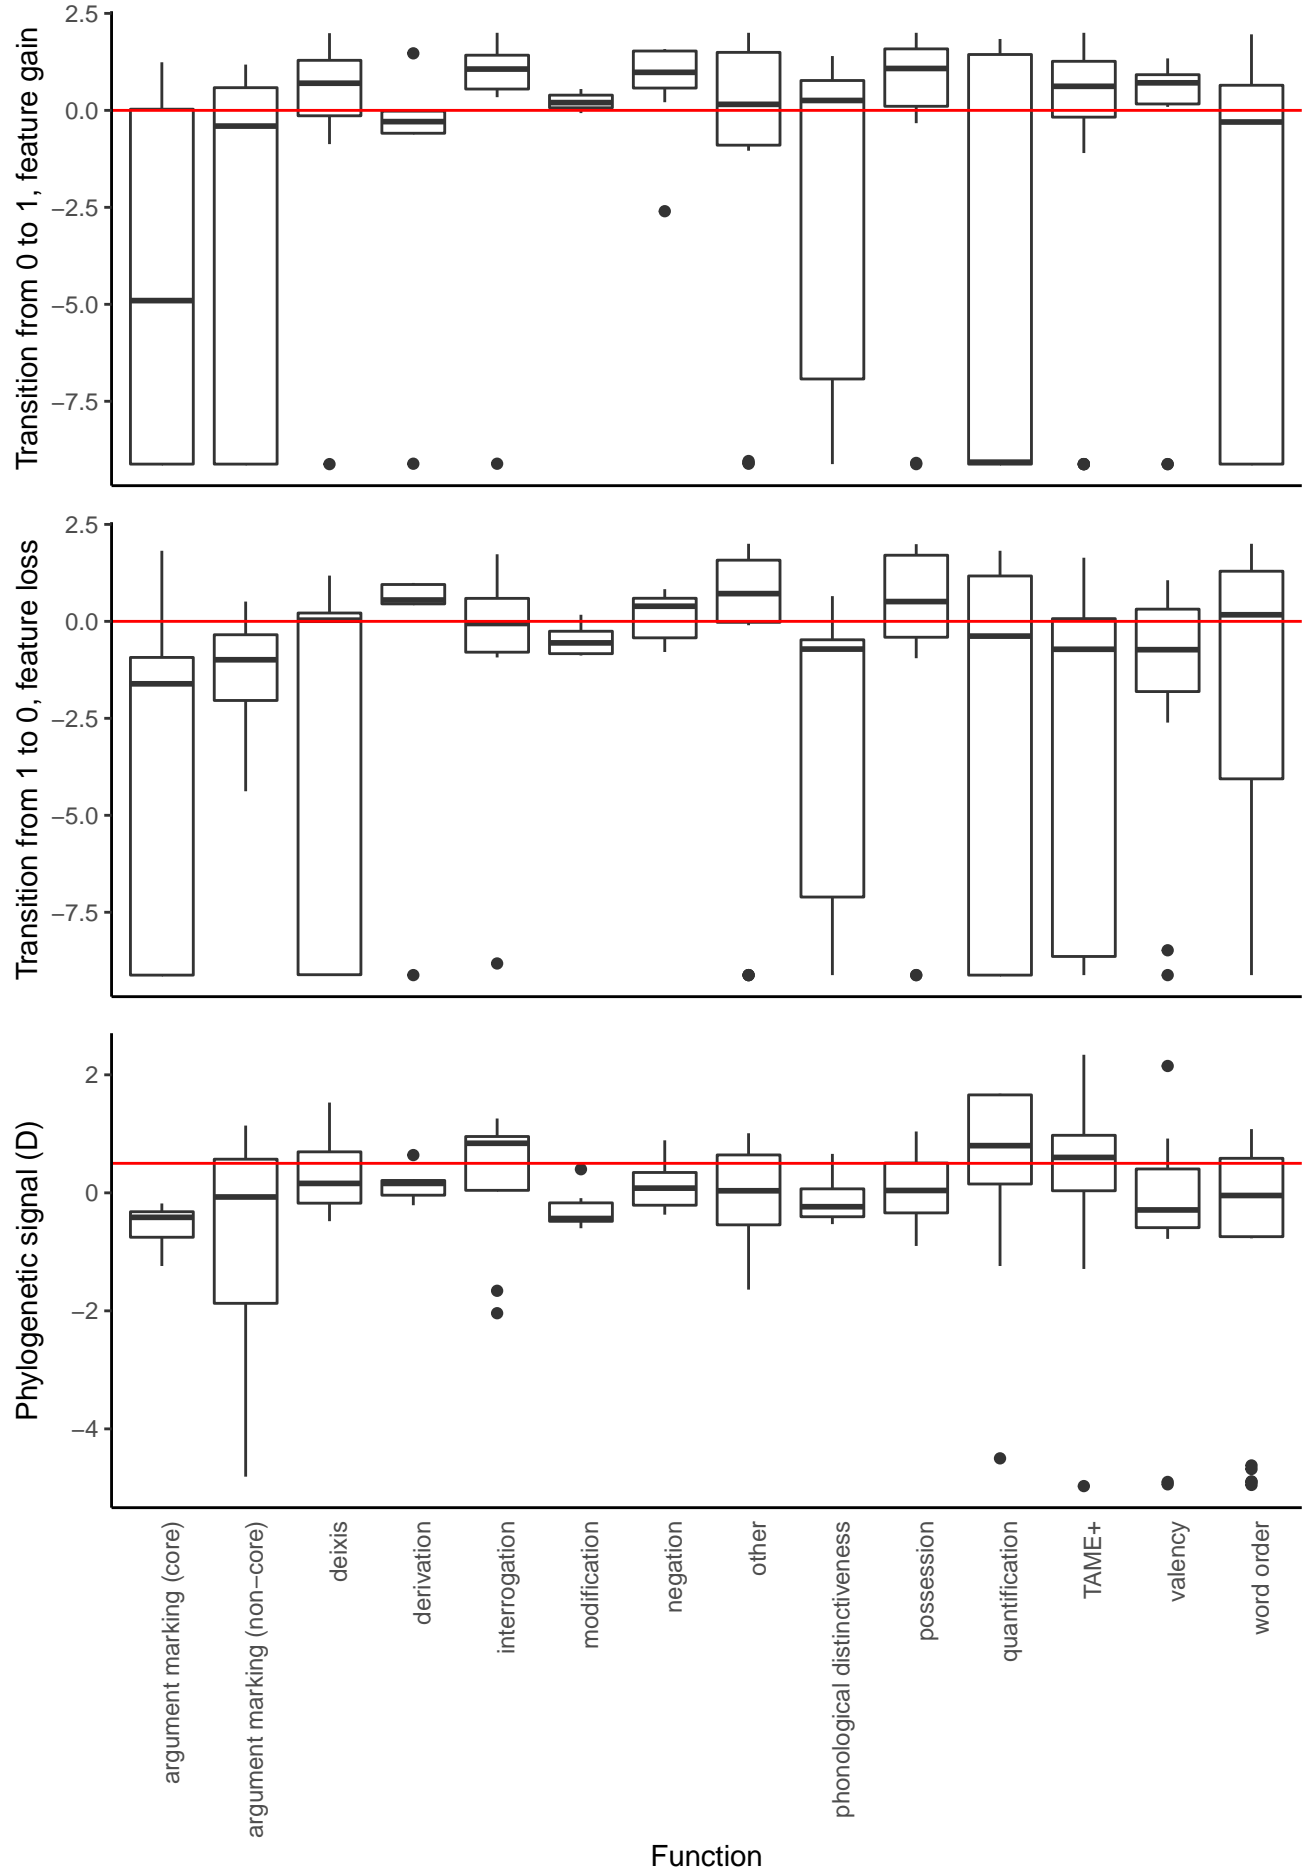 Transition from 0 to 1, feature gain
2.5
0.0
−2.5
−5.0
−7.5
Transition from 1 to 0, feature loss
2.5
0.0
−2.5
−5.0
−7.5
Phylogenetic signal (D)
2
0
−2
−4
argument marking (core)
argument marking (non−core)
deixis
derivation
interrogation
modification
negation
other
phonological distinctiveness
possession
quantification
TAME+
valency
word order
Function